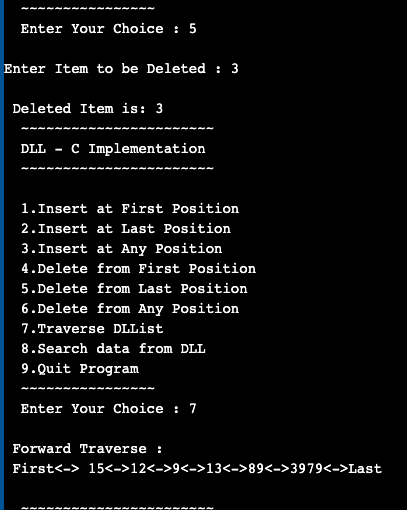 ~~~~~~~~~~~~~~~~
Enter Your Choice : 5
Enter Item to be Deleted : 3
Deleted Item is: 3
~~~~~~~~~~~~~~~~~~~~~~~
DLL - C Implementation
~~~~~~~~~~~~~~~~~~~~~~~
1.Insert at First Position
2.Insert at Last Position
3.Insert at Any Position
4.Delete from First Position
5.Delete from Last Position
6.Delete from Any Position
7.Traverse DLList
8.Search data from DLL
9.Quit Program
~~~~~~~~~~~~~~~~
Enter Your Choice : 7
Forward Traverse :
First<-> 15<->12<->9<->13<->89<->3979<->Last
~~~~~~~~~~~~~~~~~~~~~~~